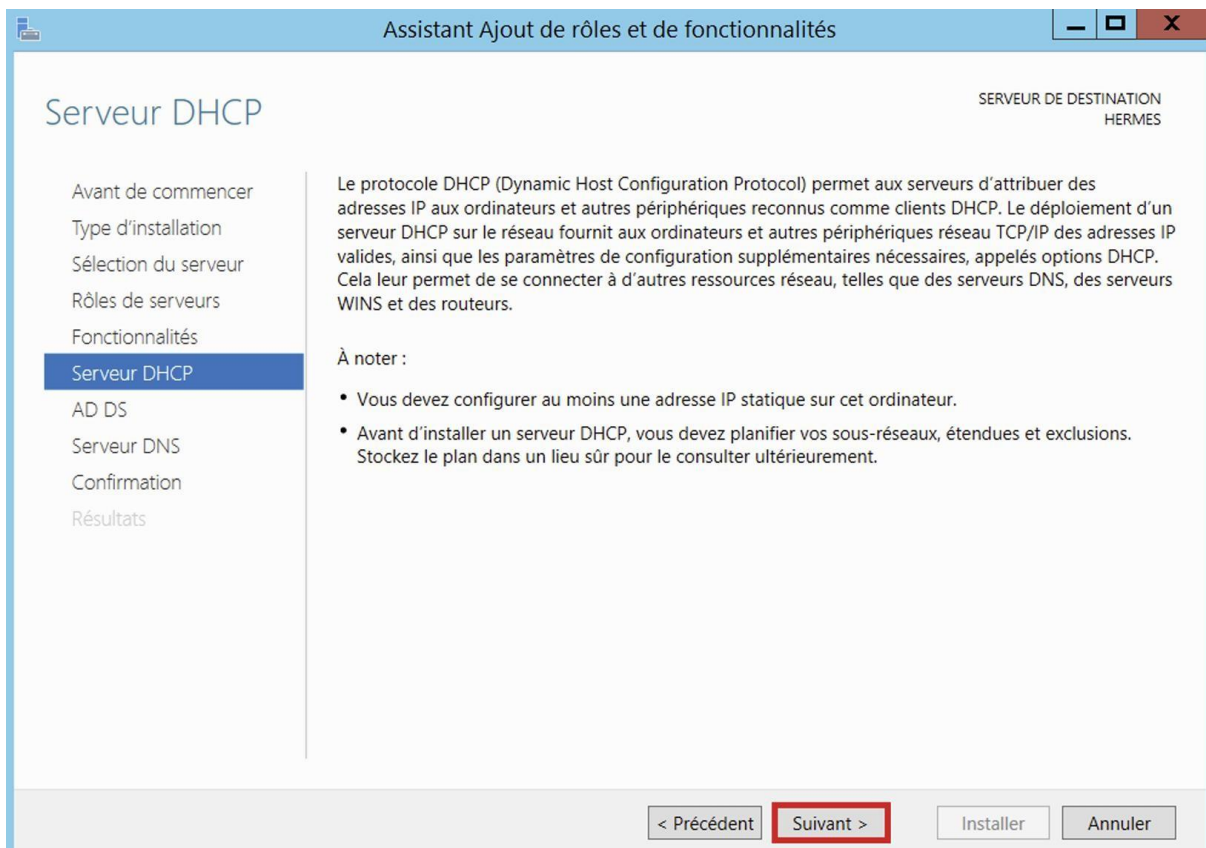 Assistant Ajout de rôles et de fonctionnalités
Serveur DHCP
SERVEUR DE DESTINATION
HERMES
Avant de commencer
Type d'installation
Sélection du serveur
Rôles de serveurs
Fonctionnalités
Serveur DHCP
AD DS
Serveur DNS
Confirmation
Résultats
Le protocole DHCP (Dynamic Host Configuration Protocol) permet aux serveurs d'attribuer des
adresses IP aux ordinateurs et autres périphériques reconnus comme clients DHCP. Le déploiement d'un
serveur DHCP sur le réseau fournit aux ordinateurs et autres périphériques réseau TCP/IP des adresses IP
valides, ainsi que les paramètres de configuration supplémentaires nécessaires, appelés options DHCP.
Cela leur permet de se connecter à d'autres ressources réseau, telles que des serveurs DNS, des serveurs
WINS et des routeurs.
À noter :
• Vous devez configurer au moins une adresse IP statique sur cet ordinateur.
• Avant d'installer un serveur DHCP, vous devez planifier vos sous-réseaux, étendues et exclusions.
Stockez le plan dans un lieu sûr pour le consulter ultérieurement.
< Précédent
Suivant >
Installer
Annuler